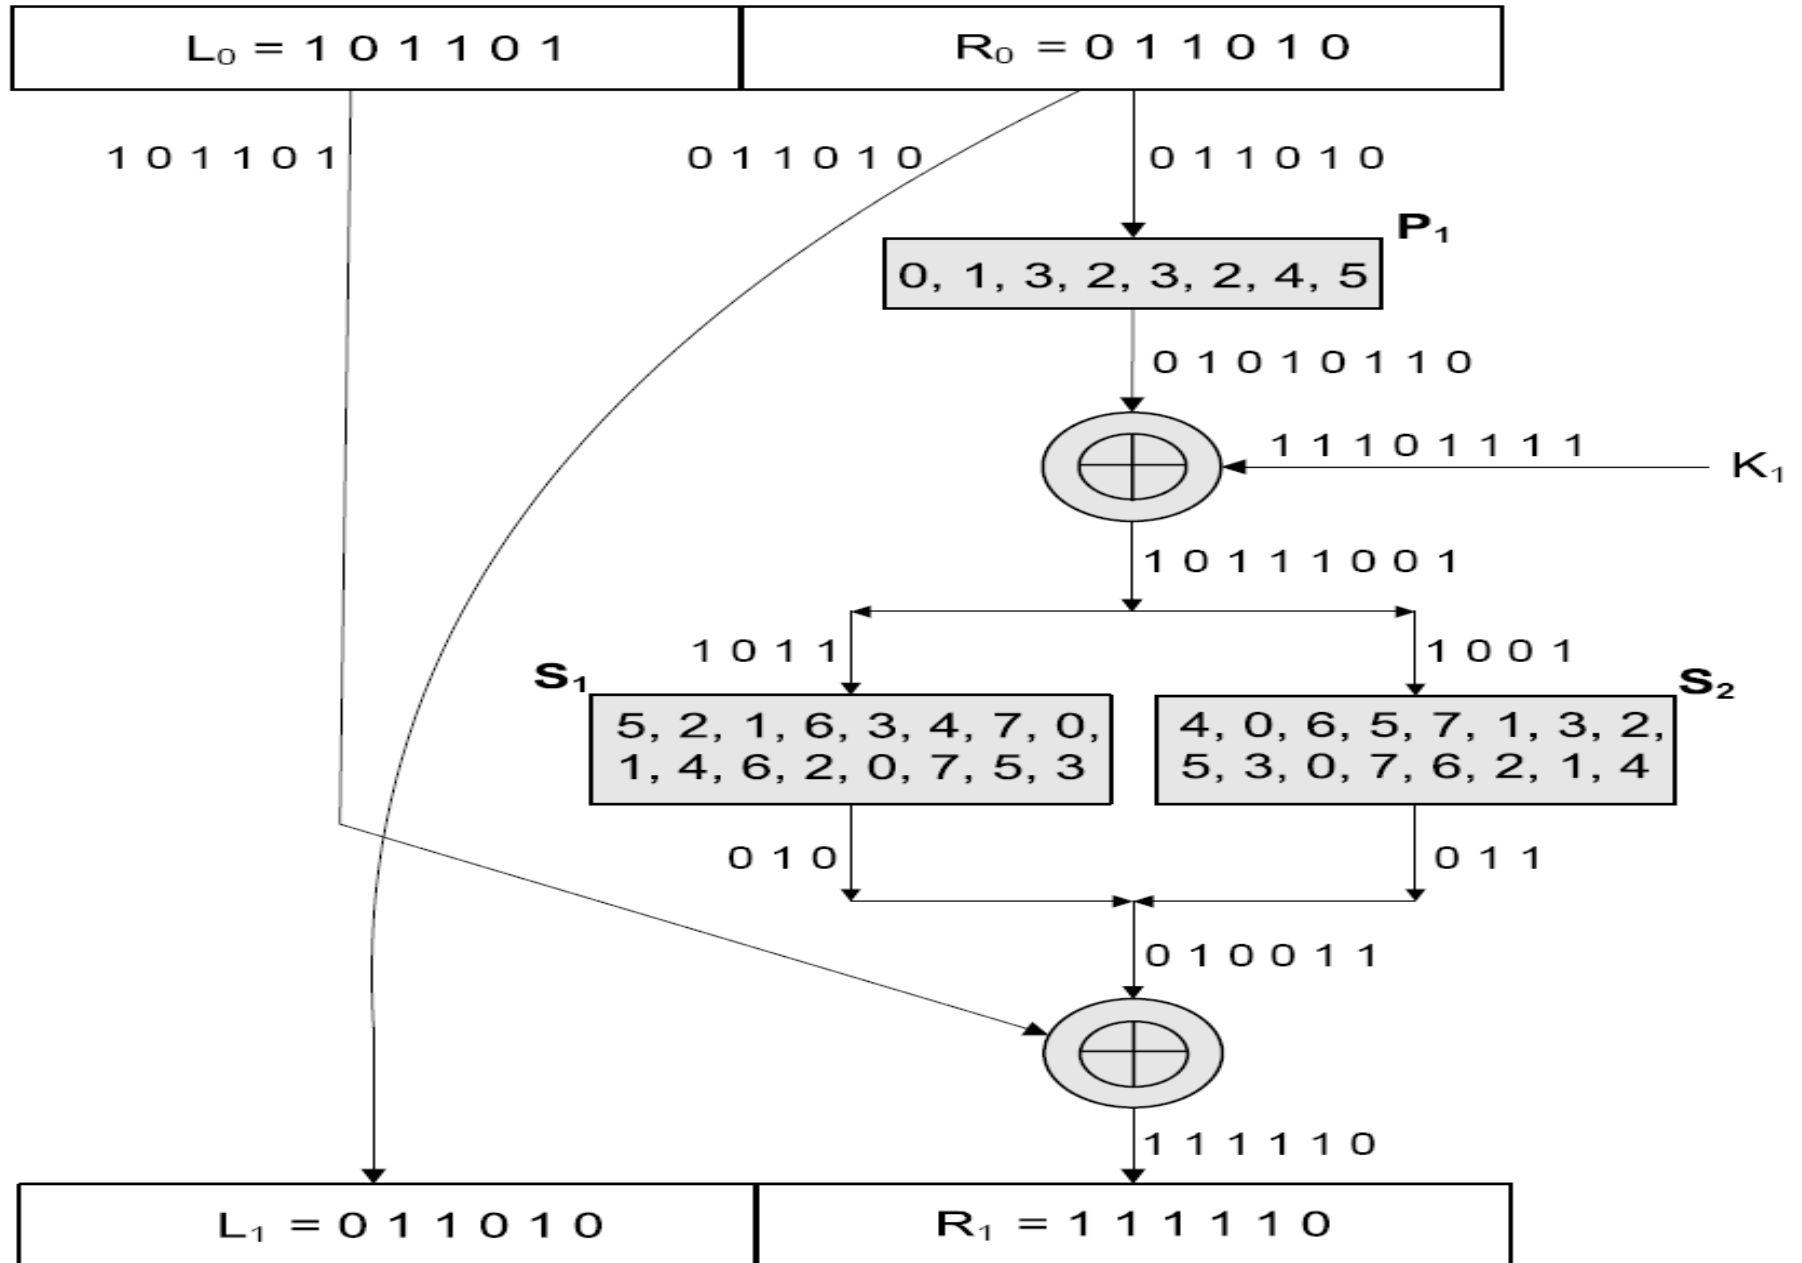 L₀ = 1 0 1 1 0 1
R₀ = 0 1 1 0 1 0
1 0 1 1 0 1
0 1 1 0 1 0
0 1 1 0 1 0
P₁
0, 1, 3, 2, 3, 2, 4, 5
0 1 0 1 0 1 1 0
1 1 1 0 1 1 1 1
K₁
1 0 1 1 1 0 0 1
1 0 1 1
1 0 0 1
S₁
S₂
5, 2, 1, 6, 3, 4, 7, 0,
1, 4, 6, 2, 0, 7, 5, 3
4, 0, 6, 5, 7, 1, 3, 2,
5, 3, 0, 7, 6, 2, 1, 4
0 1 0
0 1 1
0 1 0 0 1 1
1 1 1 1 1 0
L₁ = 0 1 1 0 1 0
R₁ = 1 1 1 1 1 0